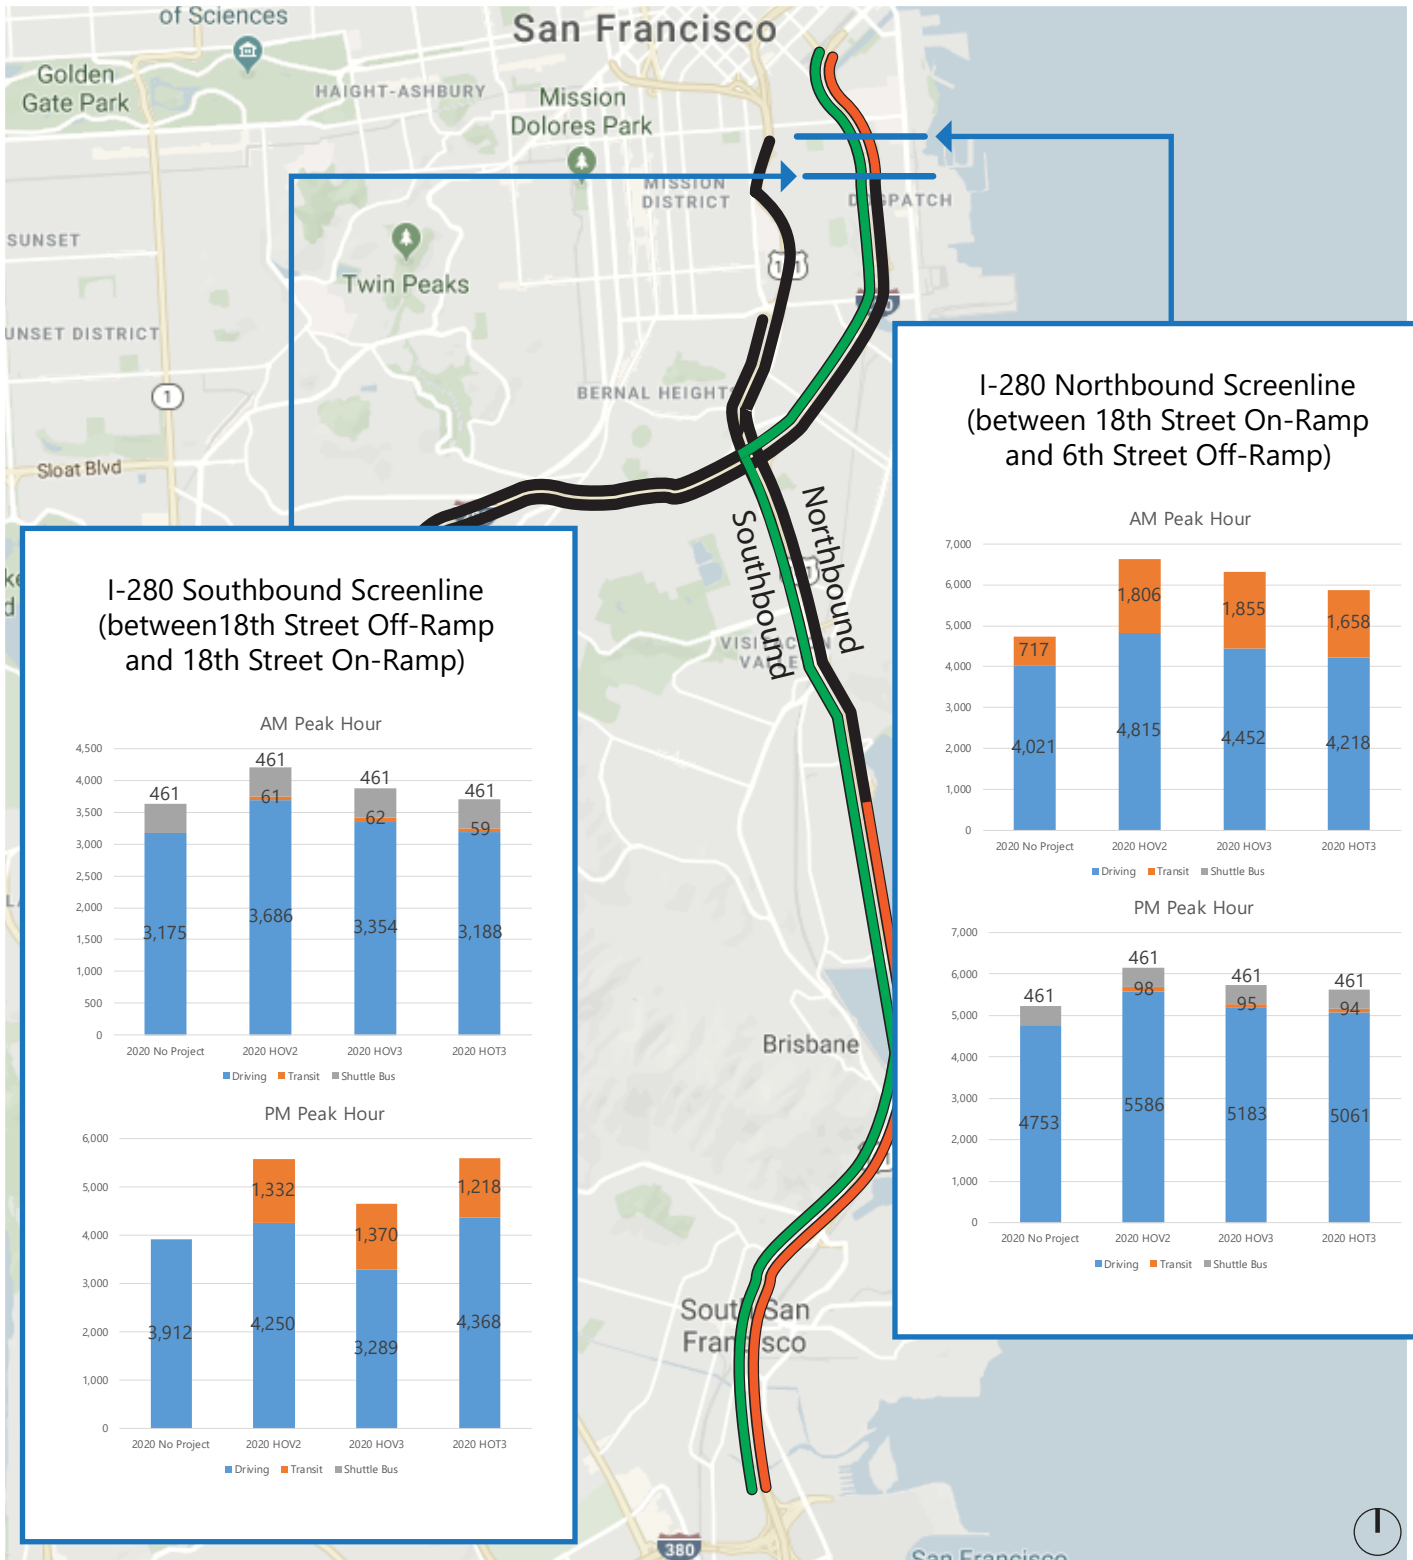 of Sciences
San Francisco
Golden
Gate Park
HAIGHT-ASHBURY
Mission
Dolores Park
MISSION
DISTRICT
SUNSET
Twin Peaks
UNSET DISTRICT
1
BERNAL HEIGHT
Sloat Blvd
Northbound
Southbound
Brisbane
South San
Francisco
380
San Francisco
I-280 Northbound Screenline
(between 18th Street On-Ramp
and 6th Street Off-Ramp)
AM Peak Hour
7,000
6,000
5,000
4,000
3,000
2,000
1,000
0
717
4,021
1,806
4,815
1,855
4,452
1,658
4,218
2020 No Project
2020 HOV2
2020 HOV3
2020 HOT3
Driving Transit Shuttle Bus
PM Peak Hour
7,000
6,000
5,000
4,000
3,000
2,000
1,000
0
461
4753
461
98
5586
461
95
5183
461
94
5061
2020 No Project
2020 HOV2
2020 HOV3
2020 HOT3
Driving Transit Shuttle Bus
I-280 Southbound Screenline
(between18th Street Off-Ramp
and 18th Street On-Ramp)
AM Peak Hour
4,500
4,000
3,500
3,000
2,500
2,000
1,500
1,000
500
0
461
3,175
461
61
3,686
461
62
3,354
461
59
3,188
2020 No Project
2020 HOV2
2020 HOV3
2020 HOT3
Driving Transit Shuttle Bus
PM Peak Hour
6,000
5,000
4,000
3,000
2,000
1,000
0
3,912
1,332
4,250
1,370
3,289
1,218
4,368
2020 No Project
2020 HOV2
2020 HOV3
2020 HOT3
Driving Transit Shuttle Bus